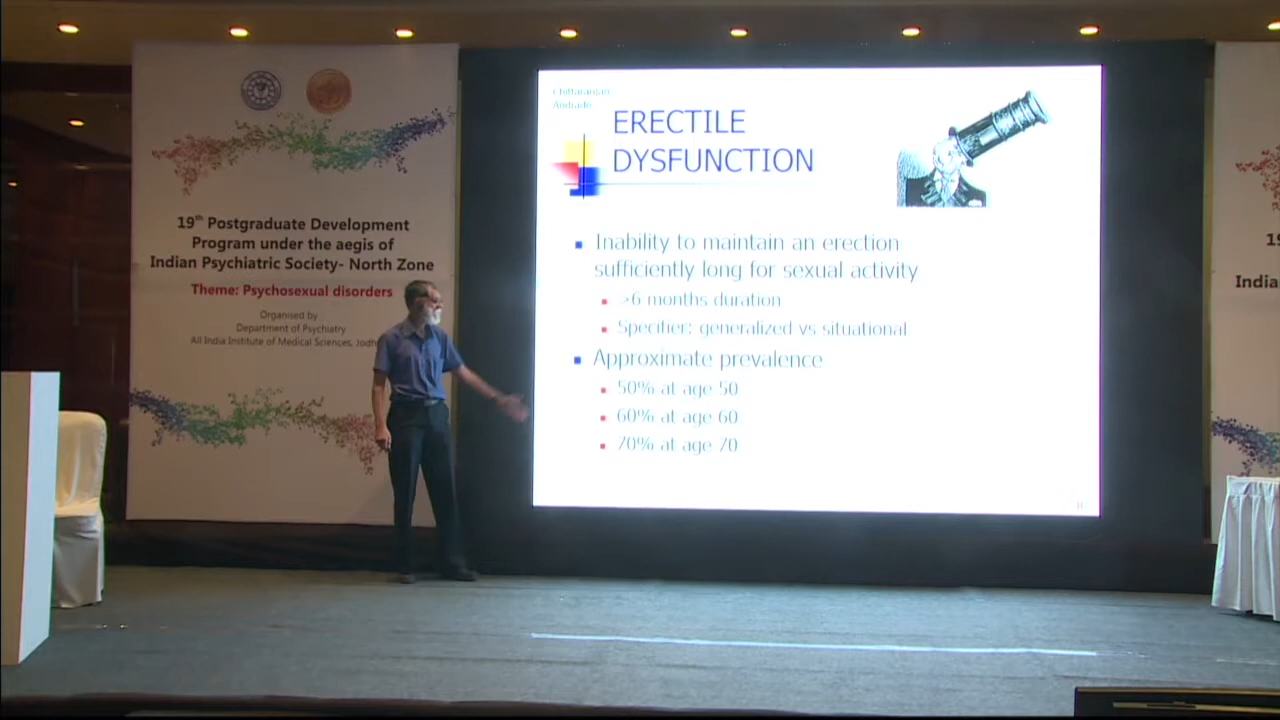 19th Postgraduate Development
Program under the aegis of
Indian Psychiatric Society- North Zone
Theme: Psychosexual disorders
Organised by
Department of Psychiatry
All India Institute of Medical Sciences, Jodh
Chittaranjan
Andrade
ERECTILE
DYSFUNCTION
Inability to maintain an erection
sufficiently long for sexual activity
>6 months duration
Specifier: generalized vs situational
Approximate prevalence
50% at age 50
60% at age 60
70% at age 70
19
India